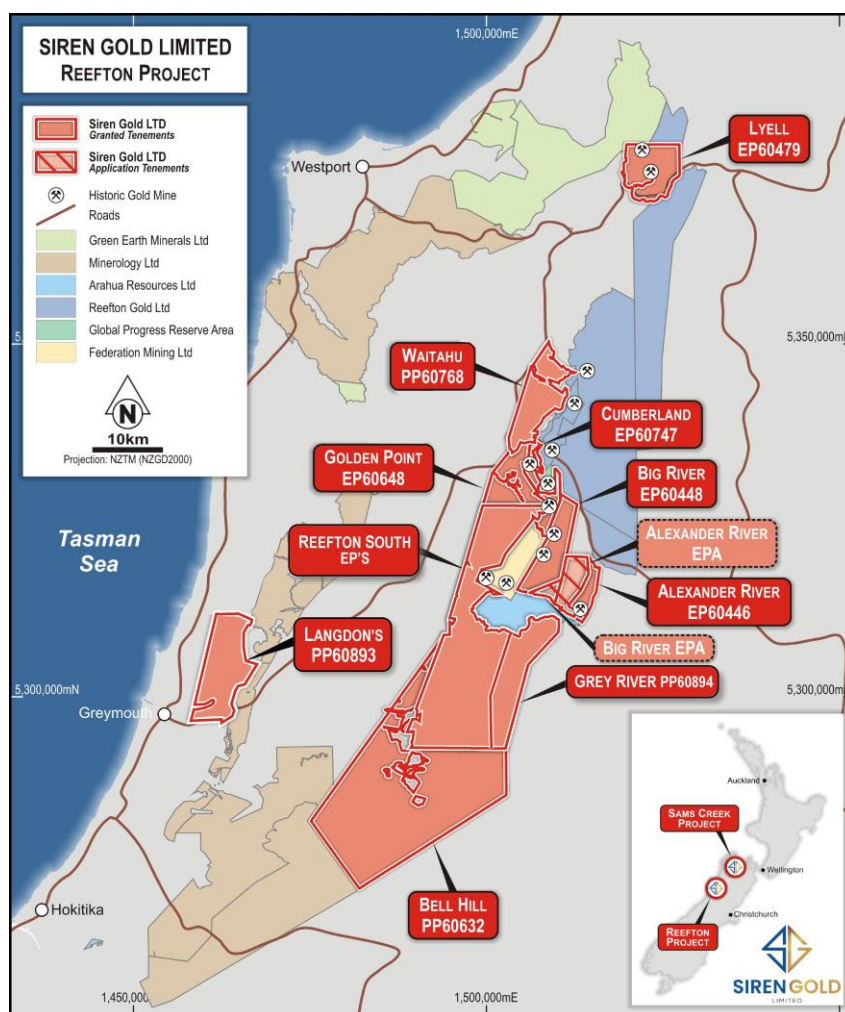 SIREN GOLD LIMITED
REEFTON PROJECT
Siren Gold LTD
Granted Tenements
Siren Gold LTD
Application Tenements
Historic Gold Mine
Roads
Green Earth Minerals Ltd
Minerology Ltd
Arahua Resources Ltd
Reefton Gold Ltd
Global Progress Reserve Area
Federation Mining Ltd
N
10km
Projection: NZTM (NZGD2000)
1,500,000mE
Westport
LYELL
EP60479
5,350,000mN
WAITAHU
PP60768
CUMBERLAND
EP60747
GOLDEN POINT
EP60648
BIG RIVER
EP60448
Tasman
Sea
REEFTON SOUTH
EP'S
ALEXANDER RIVER
EPA
ALEXANDER RIVER
EP60446
LANGDON'S
PP60893
BIG RIVER EPA
GREY RIVER PP60894
5,300,000mN
5,300,000m
Greymouth
BELL HILL
PP60632
Hokitika
1,450,000mE
1,500,000mE
Auckland
SAMS CREEK
PROJECT
Wellington
Christchurch
REEFTON
PROJECT
SIREN GOLD
LIMITED